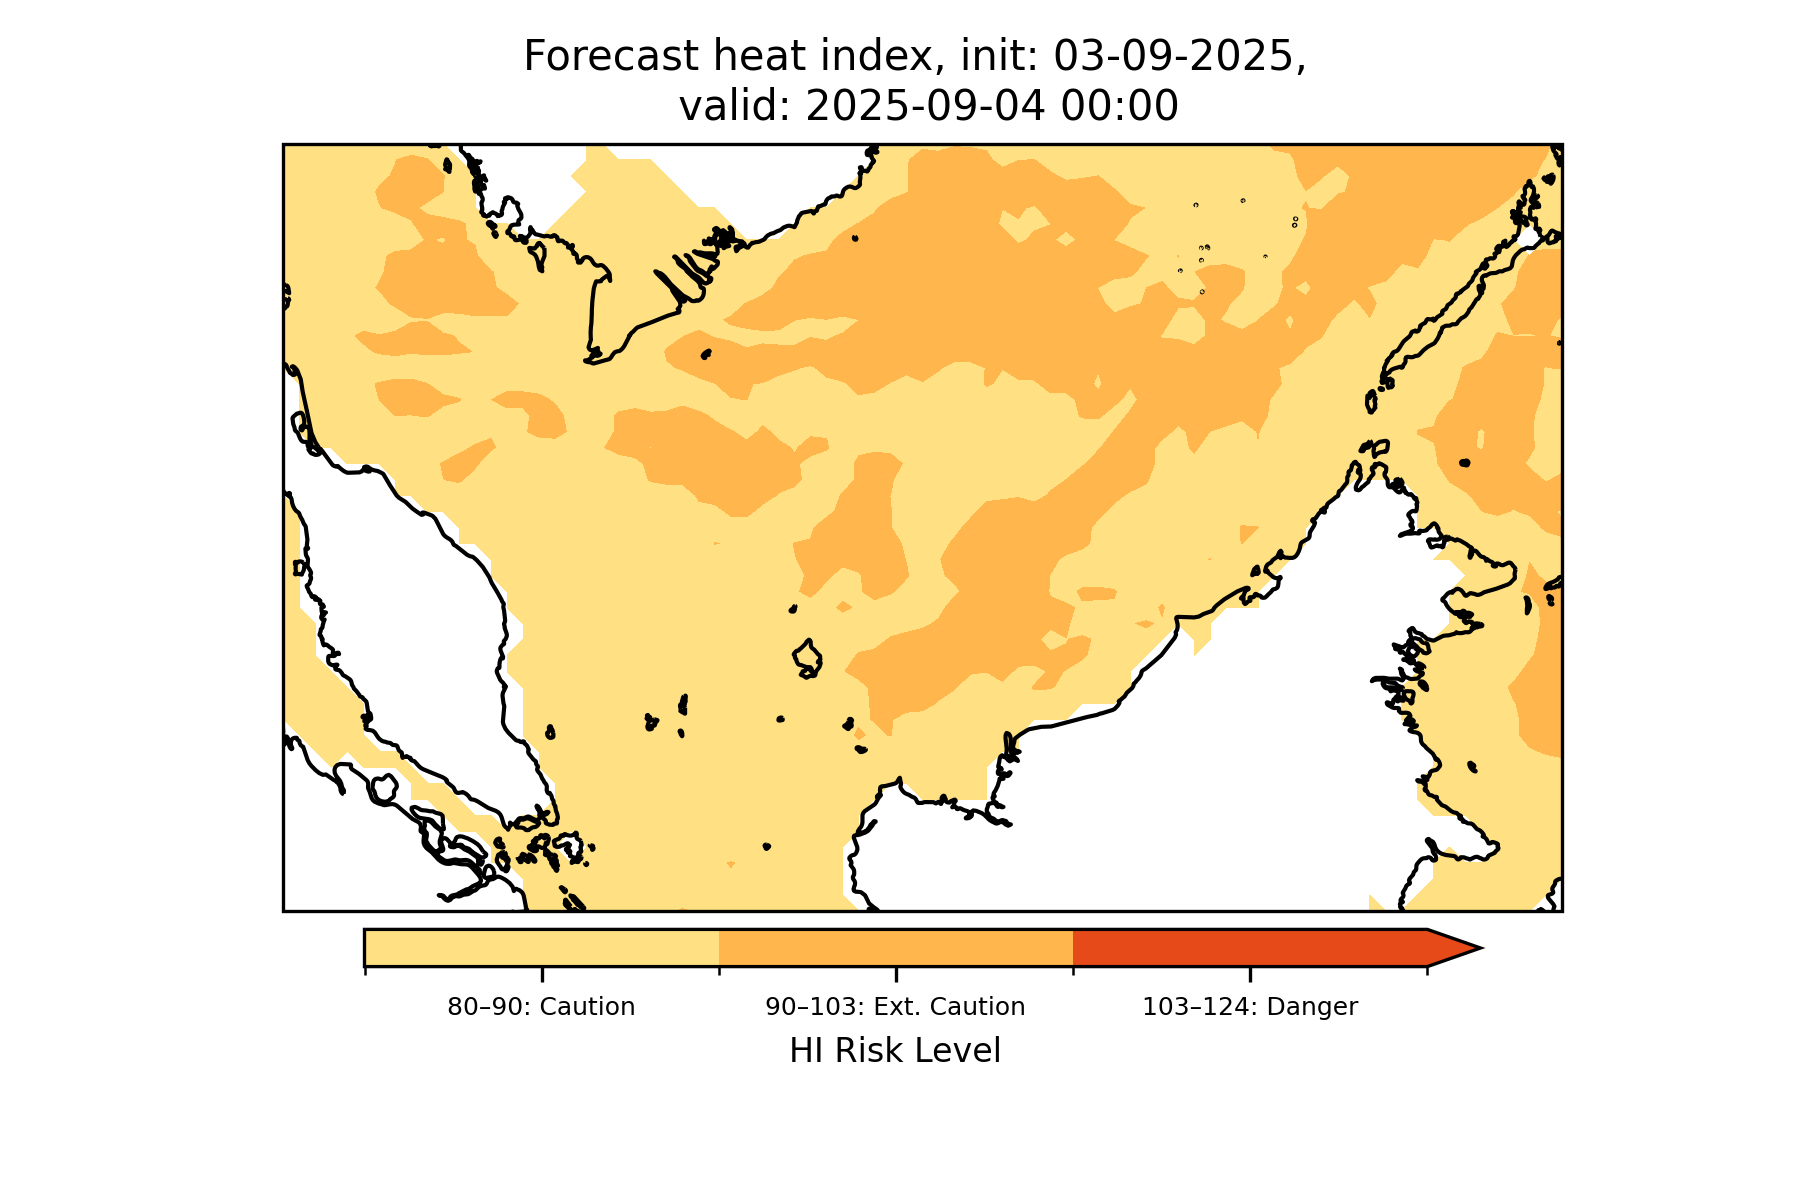 Forecast heat index, init: 03-09-2025,
valid: 2025-09-04 00:00
80–90: Caution
90–103: Ext. Caution
103–124: Danger
HI Risk Level